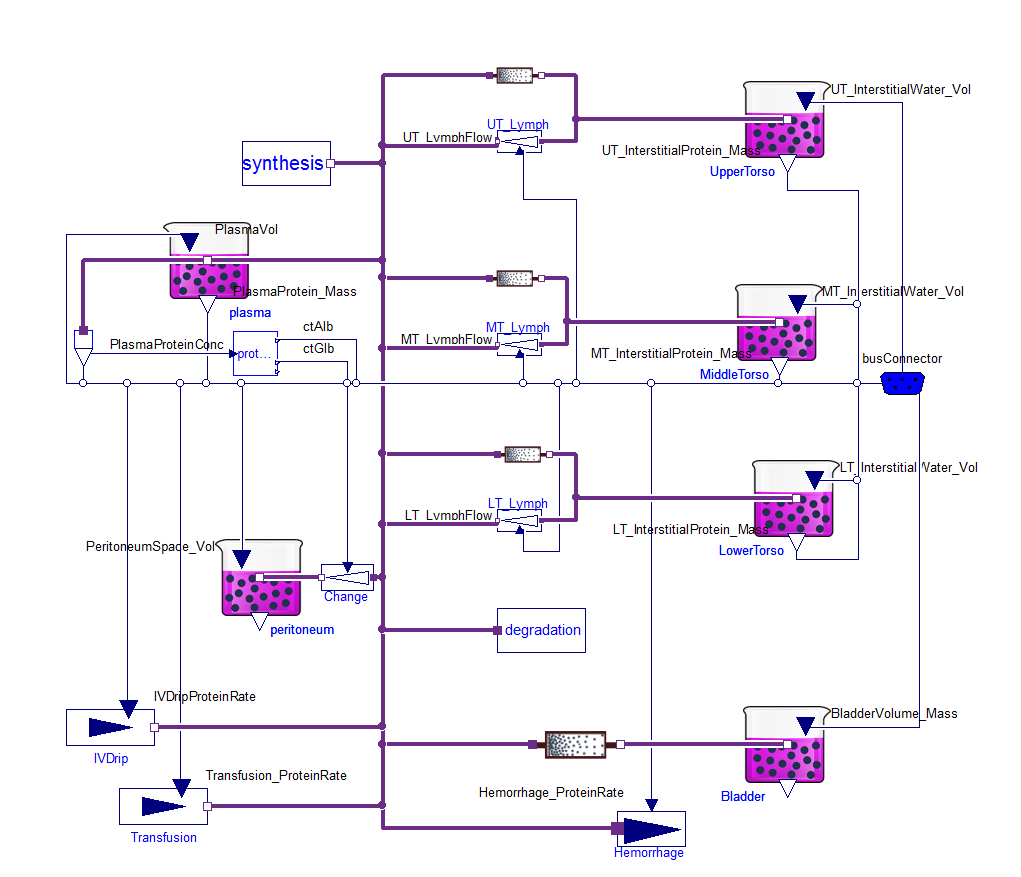 UT_InterstitialWater_Vol
UT_Lymph
UT_LymphFlow
UT_InterstitialProtein_Mass
UpperTorso
synthesis
PlasmaVol
PlasmaProtein_Mass
plasma
MT_InterstitialWater_Vol
MT_Lymph
MT_LymphFlow
MT_InterstitialProtein_Mass
MiddleTorso
ctAlb
ctGlb
PlasmaProteinConc
prot...
busConnector
LT_InterstitialWater_Vol
LT_Lymph
LT_LymphFlow
LT_InterstitialProtein_Mass
LowerTorso
PeritoneumSpace_Vol
Change
peritoneum
degradation
IVDripProteinRate
IVDrip
BladderVolume_Mass
Transfusion_ProteinRate
Hemorrhage_ProteinRate
Bladder
Transfusion
Hemorrhage